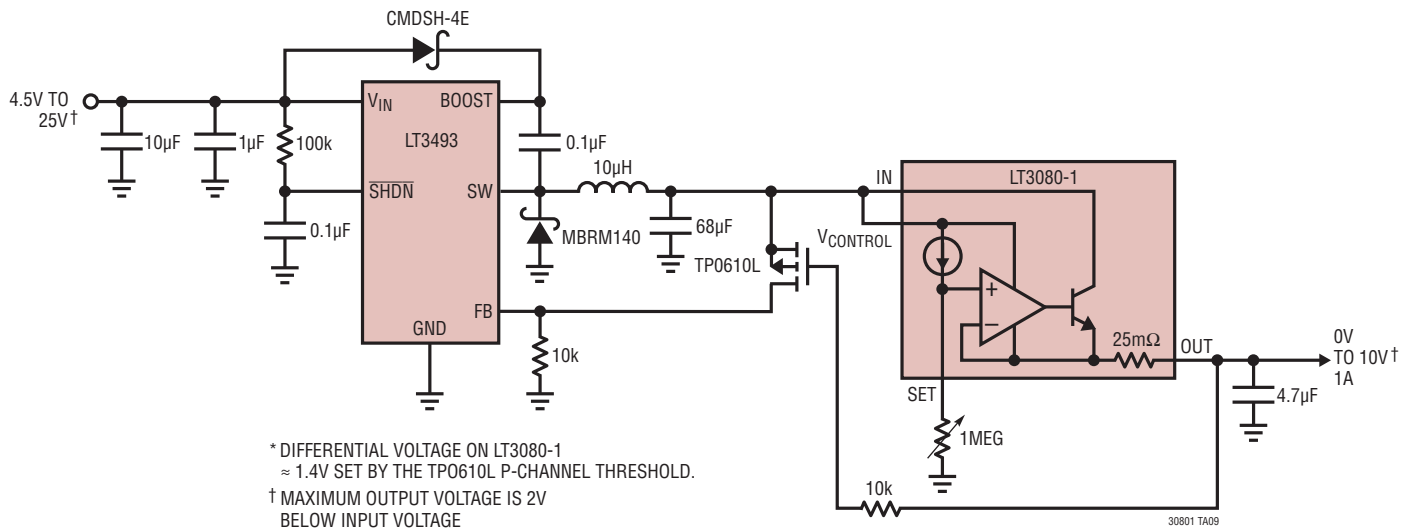 CMDSH-4E
4.5V TO
25V†
10µF
1µF
100k
0.1µF
VIN
BOOST
LT3493
SHDN
SW
FB
GND
0.1µF
10µH
MBRM140
68µF
TP0610L
10k
IN
LT3080-1
VCONTROL
+
–
25mΩ
OUT
SET
1MEG
10k
0V
TO 10V†
1A
4.7µF
* DIFFERENTIAL VOLTAGE ON LT3080-1
≈ 1.4V SET BY THE TP0610L P-CHANNEL THRESHOLD.
† MAXIMUM OUTPUT VOLTAGE IS 2V
BELOW INPUT VOLTAGE
30801 TA09